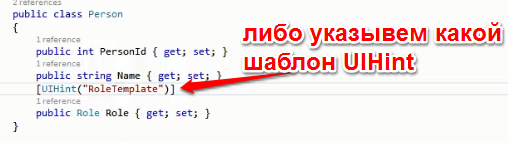 2 references
public class Person
{
1 reference
public int PersonId { get; set; }
1 reference
public string Name { get; set; }
[UIHint("RoleTemplate")]
1 reference
public Role Role { get; set; }
}
либо указывем какой
шаблон UIHint